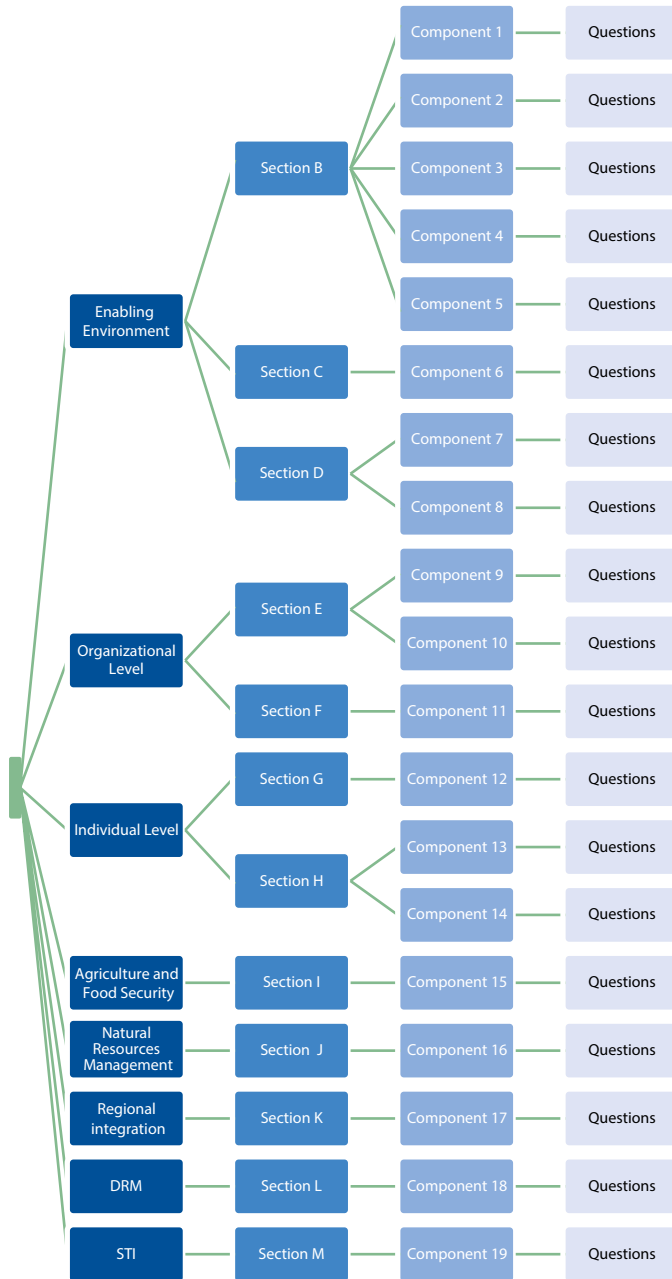 Component 1
Questions
Component 2
Questions
Section B
Component 3
Questions
Component 4
Questions
Component 5
Questions
Enabling
Environment
Section C
Component 6
Questions
Component 7
Questions
Section D
Component 8
Questions
Component 9
Questions
Section E
Component 10
Questions
Organizational
Level
Section F
Component 11
Questions
Section G
Component 12
Questions
Individual Level
Component 13
Questions
Section H
Component 14
Questions
Agriculture and
Food Security
Section I
Component 15
Questions
Natural
Resources
Management
Section J
Component 16
Questions
Regional
integration
Section K
Component 17
Questions
DRM
Section L
Component 18
Questions
STI
Section M
Component 19
Questions